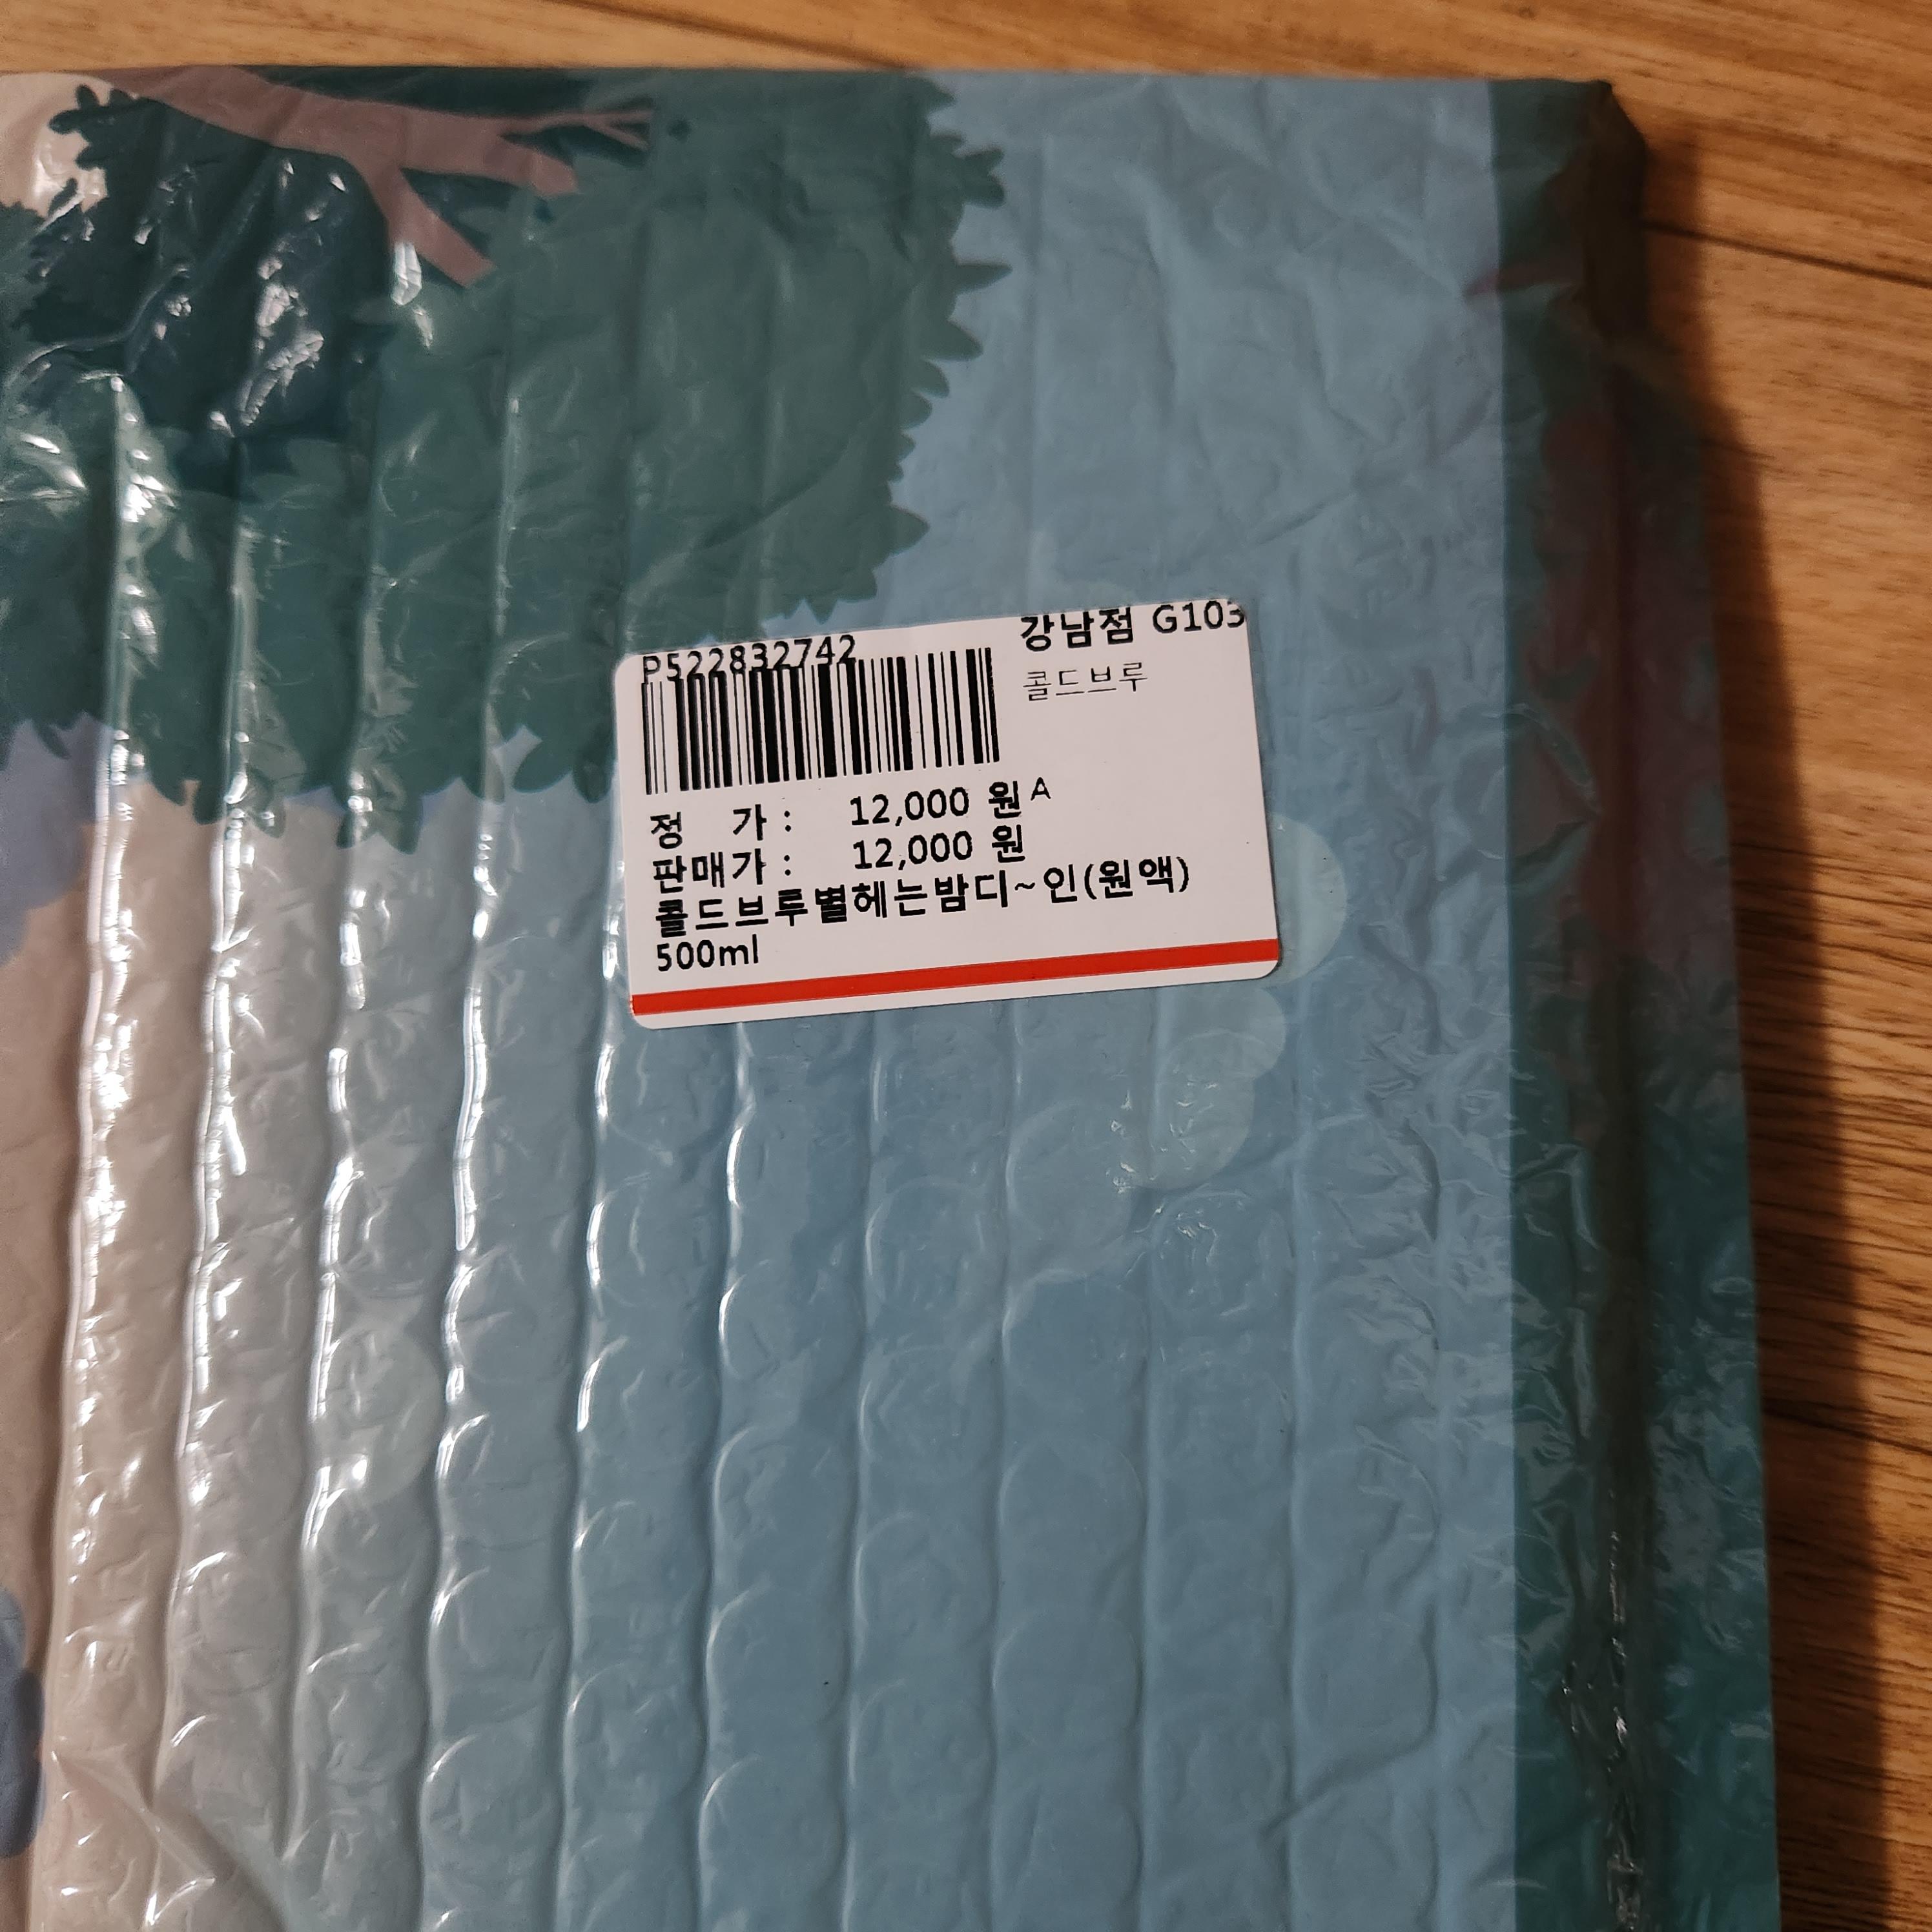 강남점 G103
P522832742
콜드브루
정 가 : 12,000 원 A
판매가 : 12,000 원
콜드브루별헤는밤디~인(원액)
500ml